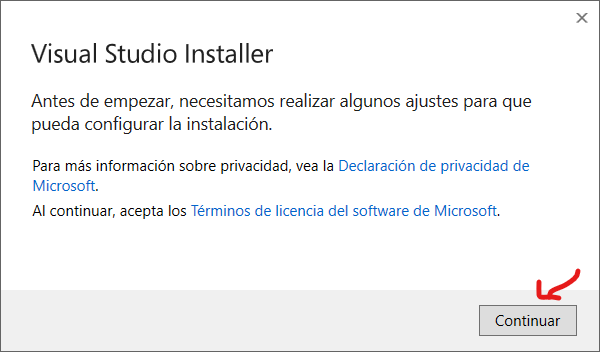 Visual Studio Installer
Antes de empezar, necesitamos realizar algunos ajustes para que
pueda configurar la instalación.
Para más información sobre privacidad, vea la Declaración de privacidad de
Microsoft.
Al continuar, acepta los Términos de licencia del software de Microsoft.
Continuar